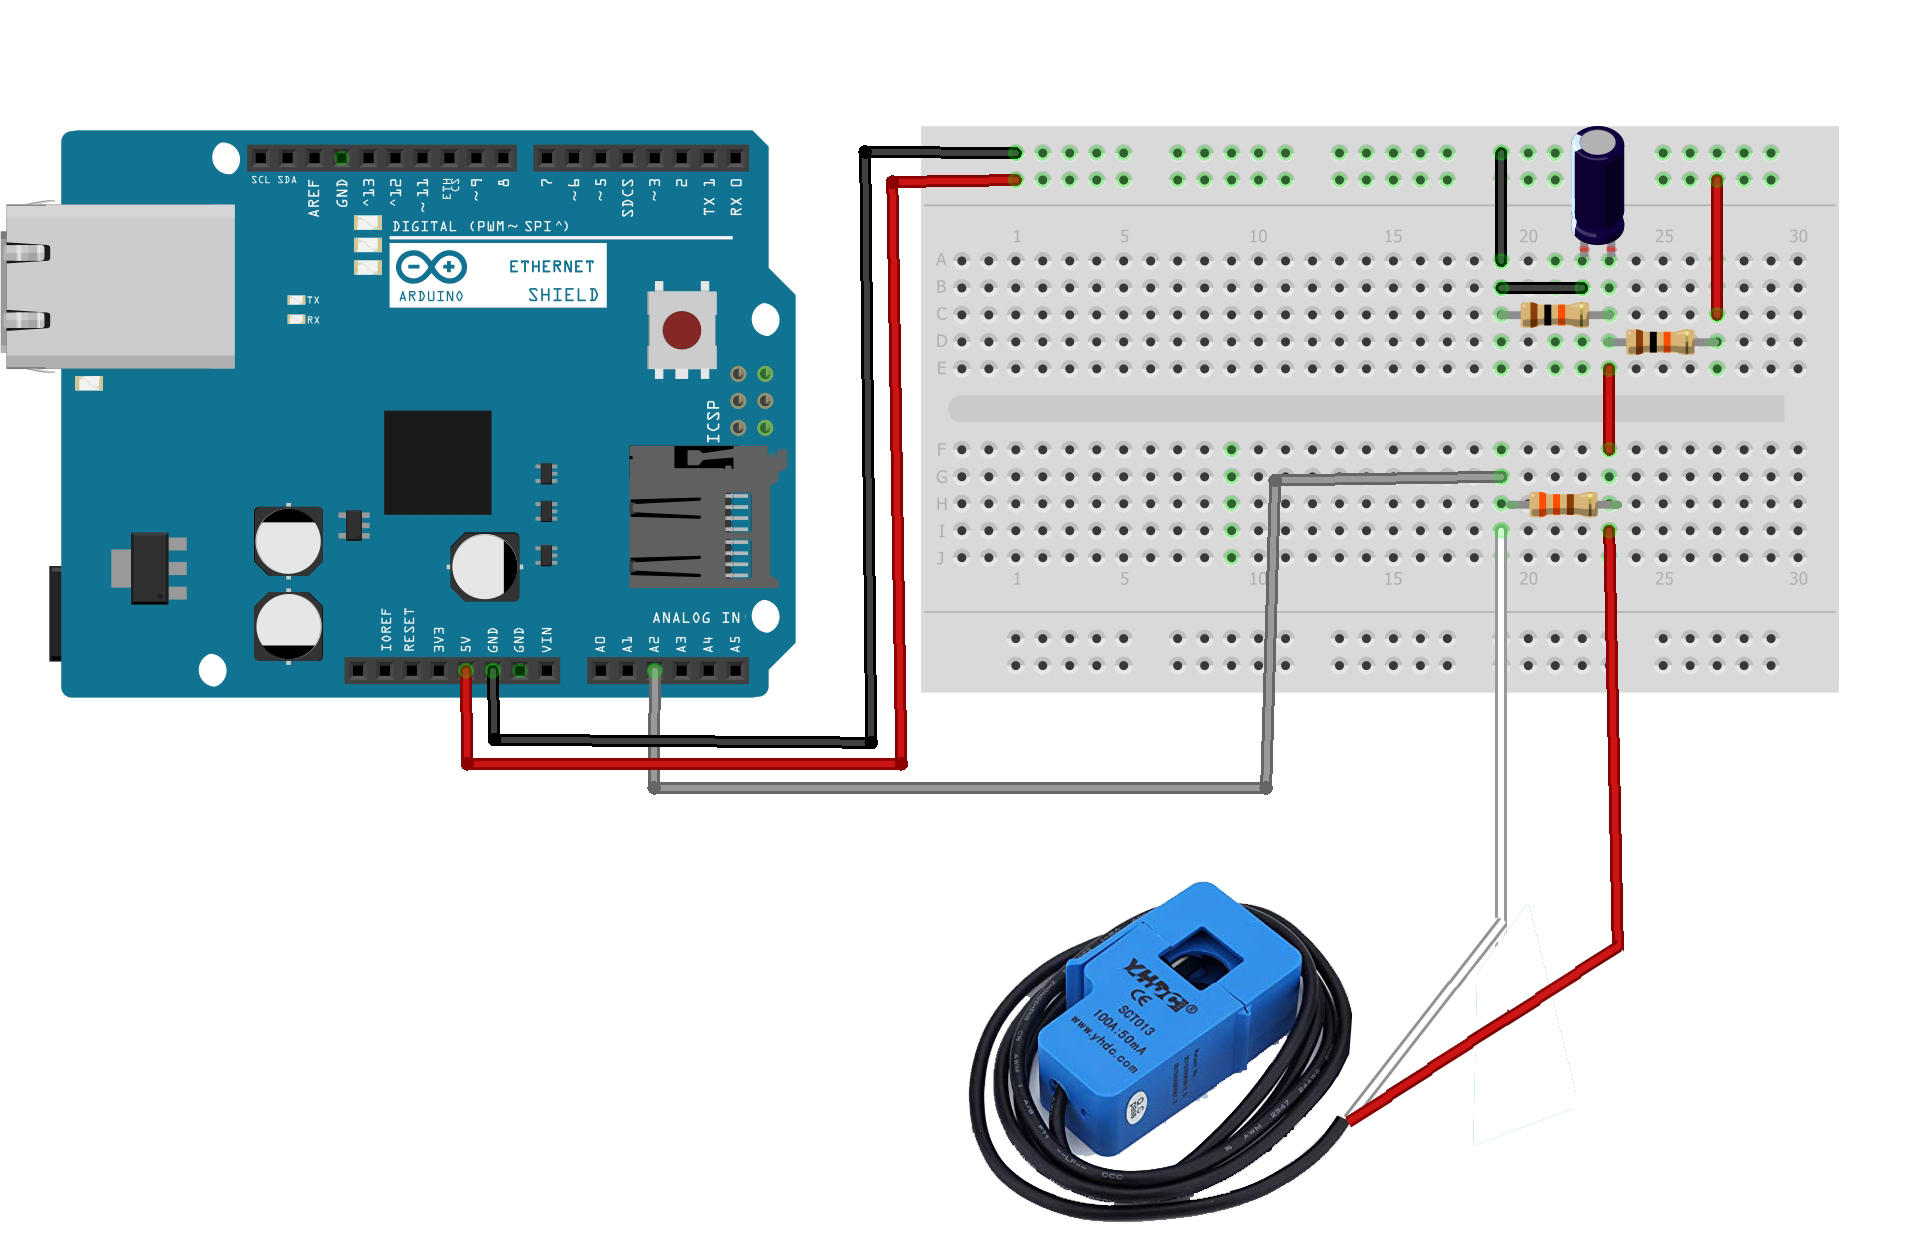 SCL SDA AREF GND ^13 ^12 ~11 ETH CS ~9 8 7 ~6 ~5 SDCS ~3 2 TX 1 RX 0
DIGITAL (PWM~ SPI^)
ETHERNET
SHIELD
ARDUINO
TX
RX
ICSP
ANALOG IN
IOREF RESET 3V3 5V GND GND VIN A0 A1 A2 A3 A4 A5
1 5 10 15 20 25 30
A
B
C
D
E
F
G
H
I
J
1 5 10 15 20 25 30
YHDC®
CE
SCT013
100A:50mA
www.yhdc.com